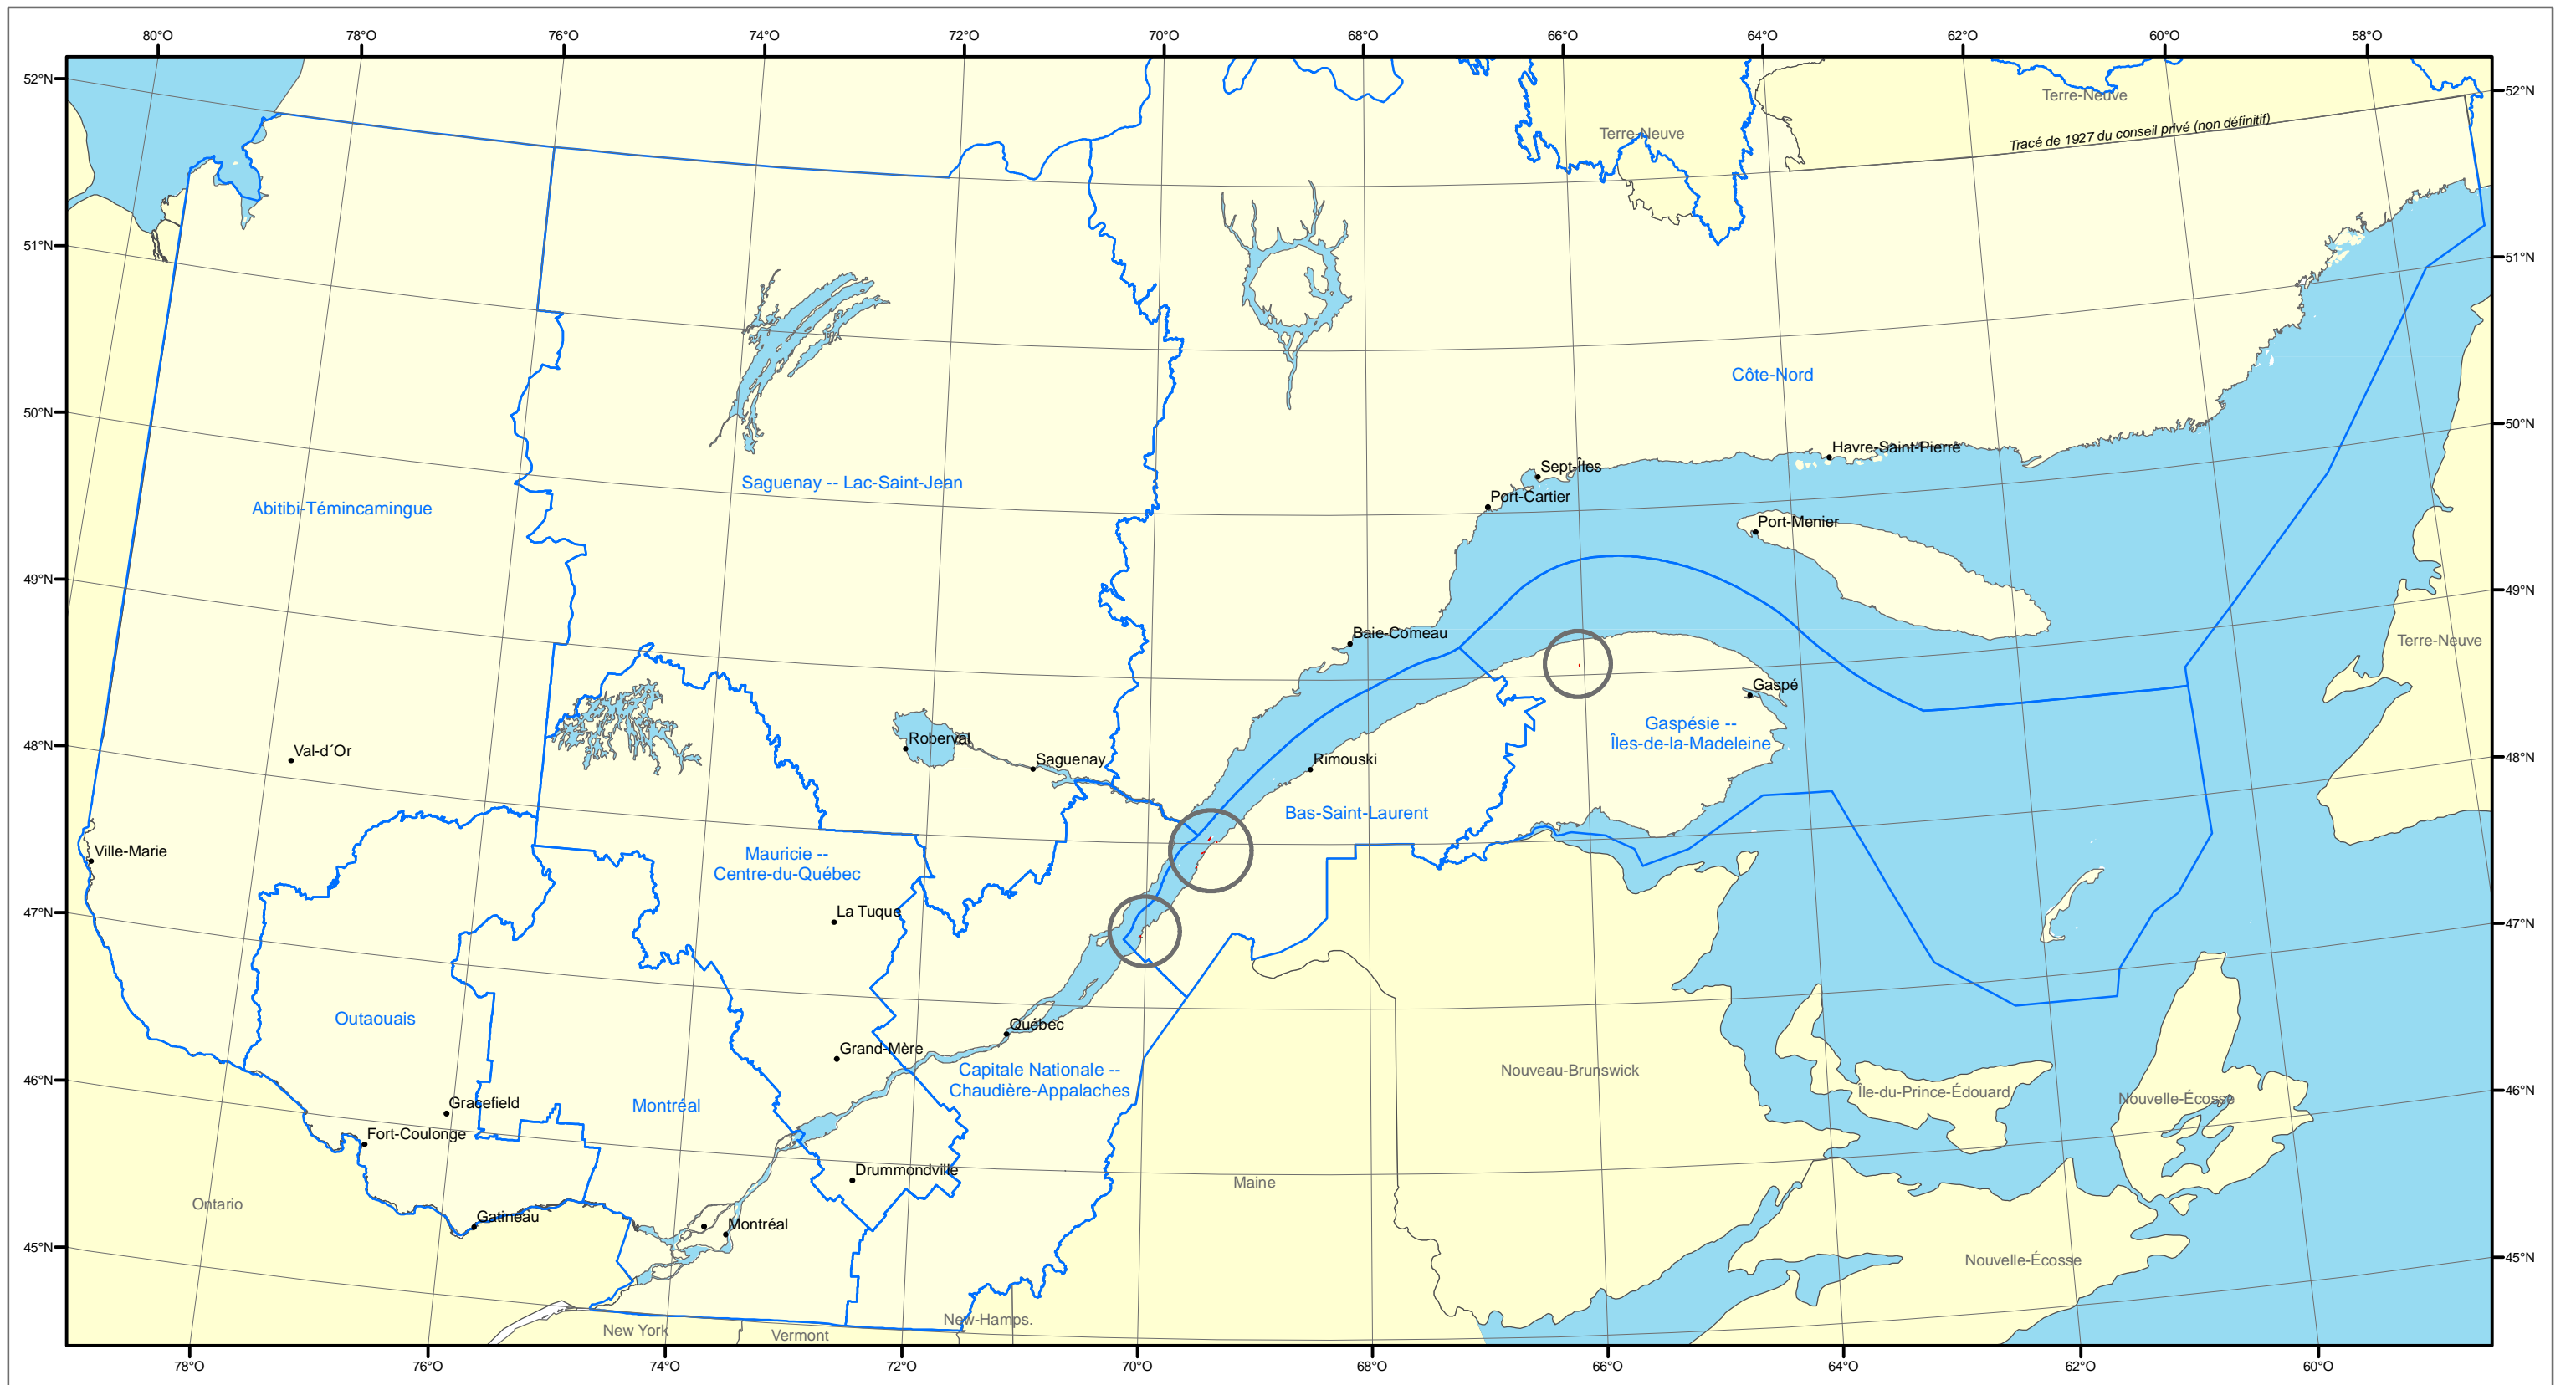 80°O 78°O 76°O 74°O 72°O 70°O 68°O 66°O 64°O 62°O 60°O 58°O
52°N
52°N
Terre-Neuve
Terre-Neuve
Tracé de 1927 du conseil privé (non définitif)
51°N
51°N
Côte-Nord
50°N
50°N
Havre-Saint-Pierre
Sept-Îles
Saguenay -- Lac-Saint-Jean
Port-Cartier
Abitibi-Témincamingue
Port-Menier
49°N
49°N
Baie-Comeau
Terre-Neuve
Gaspé
Gaspésie --
Îles-de-la-Madeleine
Roberval
48°N
48°N
Val-d´Or
Saguenay
Rimouski
Bas-Saint-Laurent
Ville-Marie
Mauricie --
Centre-du-Québec
47°N
47°N
La Tuque
Outaouais
Québec
Grand-Mère
Capitale Nationale --
Chaudière-Appalaches
Nouveau-Brunswick
46°N
46°N
Île-du-Prince-Édouard
Nouvelle-Écosse
Gracefield
Montréal
Fort-Coulonge
Drummondville
Maine
Ontario
Gatineau
Montréal
45°N
45°N
Nouvelle-Écosse
New-Hamps.
New York
Vermont
78°O 76°O 74°O 72°O 70°O 68°O 66°O 64°O 62°O 60°O